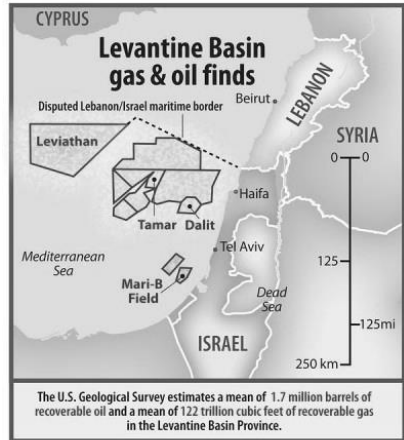 CYPRUS
Levantine Basin
gas & oil finds
Disputed Lebanon/Israel maritime border
Beirut
LEBANON
Leviathan
SYRIA
0 0
Haifa
Tamar Dalit
Mediterranean
Sea
Tel Aviv
125
Mari-B
Field
Dead
Sea
125mi
ISRAEL
250 km
The U.S. Geological Survey estimates a mean of 1.7 million barrels of
recoverable oil and a mean of 122 trillion cubic feet of recoverable gas
in the Levantine Basin Province.